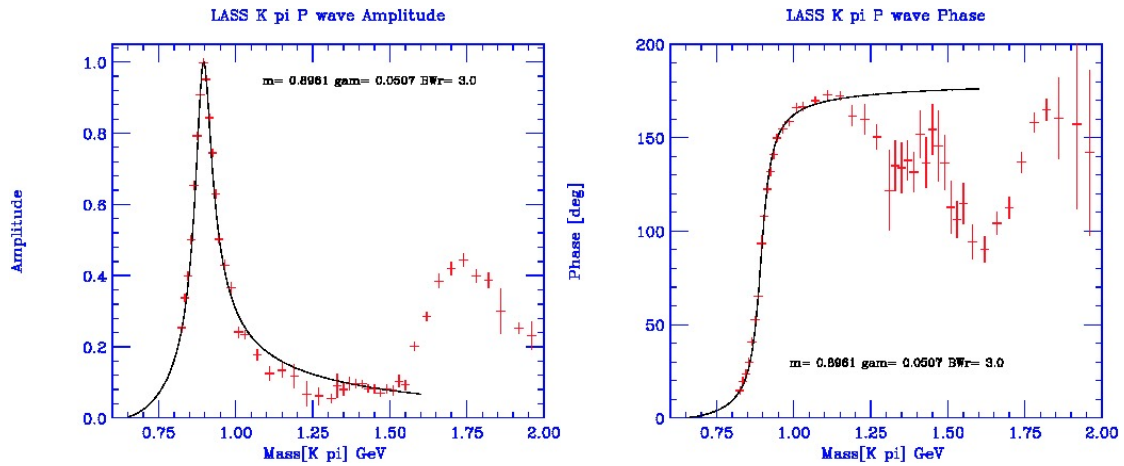 LASS K pi P wave Amplitude
m= 0.8961 gam= 0.0507 BWr= 3.0
Amplitude
1.0
0.8
0.6
0.4
0.2
0.0
0.75 1.00 1.25 1.50 1.75 2.00
Mass[K pi] GeV
LASS K pi P wave Phase
Phase [deg]
200
150
100
50
0
m= 0.8961 gam= 0.0507 BWr= 3.0
0.75 1.00 1.25 1.50 1.75 2.00
Mass[K pi] GeV